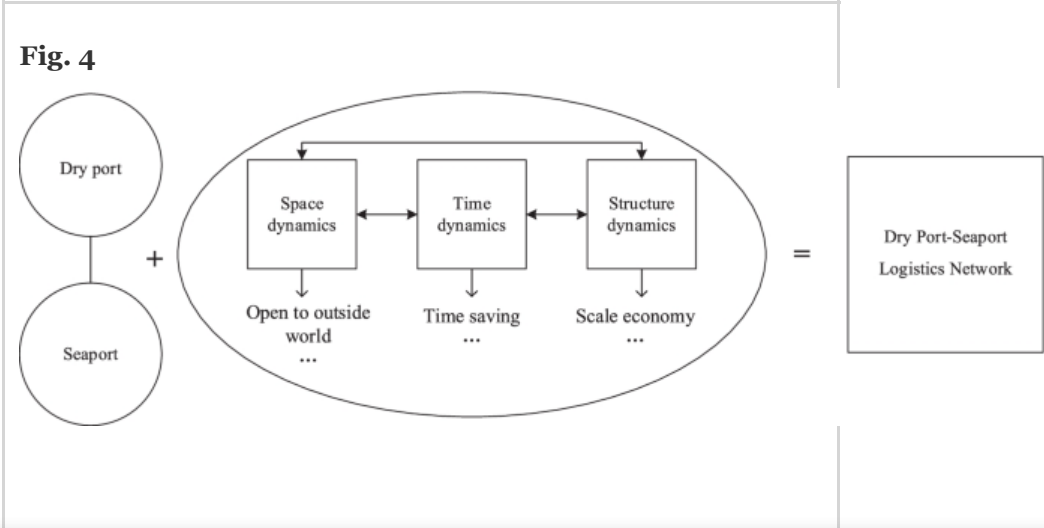 Fig. 4
Dry port
Seaport
+
Space
dynamics
Time
dynamics
Structure
dynamics
Open to outside
world
...
Time saving
...
Scale economy
...
=
Dry Port-Seaport
Logistics Network